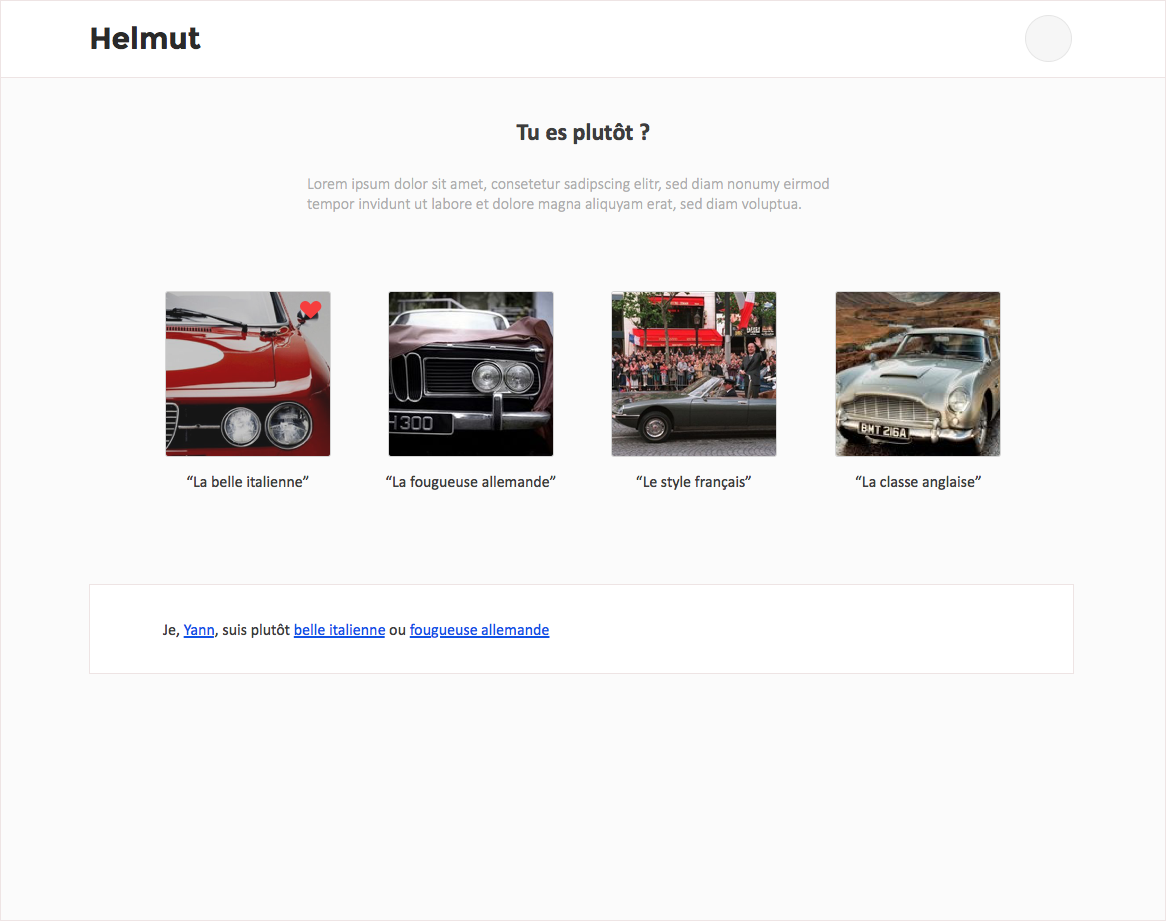 Helmut
Tu es plutôt ?
Lorem ipsum dolor sit amet, consetetur sadipscing elitr, sed diam nonumy eirmod
tempor invidunt ut labore et dolore magna aliquyam erat, sed diam voluptua.
H300
BMT 216A
“La belle italienne”
“La fougueuse allemande”
“Le style français”
“La classe anglaise”
Je, Yann, suis plutôt belle italienne ou fougueuse allemande